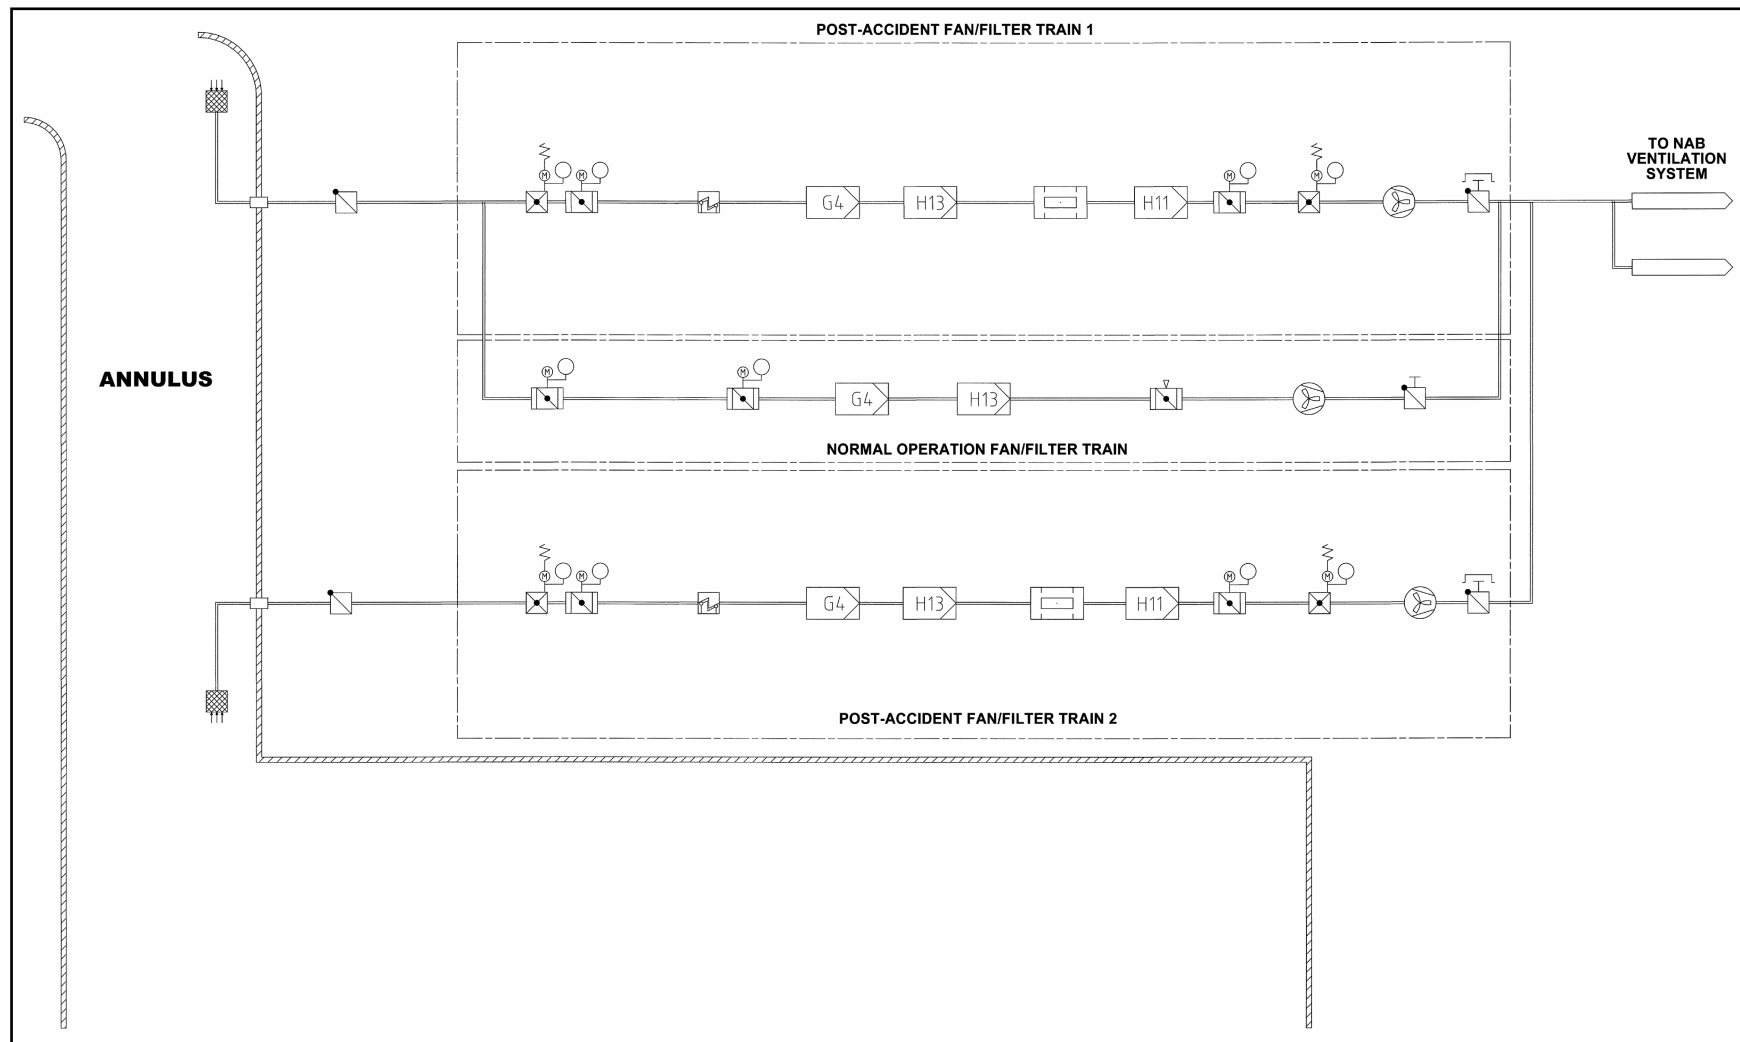 POST-ACCIDENT FAN/FILTER TRAIN 1
TO NAB
VENTILATION
SYSTEM
M
M
M
M
G4
H13
H11
ANNULUS
M
M
G4
H13
NORMAL OPERATION FAN/FILTER TRAIN
M
M
M
M
G4
H13
H11
POST-ACCIDENT FAN/FILTER TRAIN 2